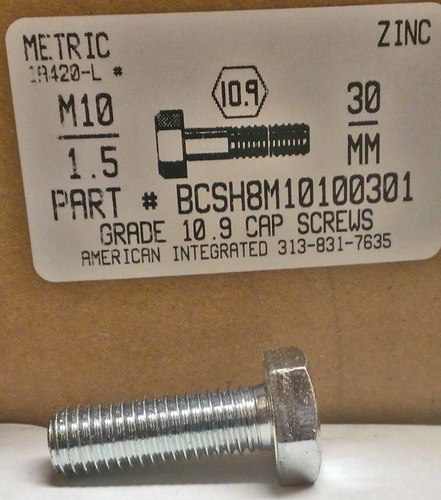 METRIC ZINC
1A420-L *
M10 10.9 30
1.5 MM
PART # BCSH8M10100301
GRADE 10.9 CAP SCREWS
AMERICAN INTEGRATED 313-831-7635